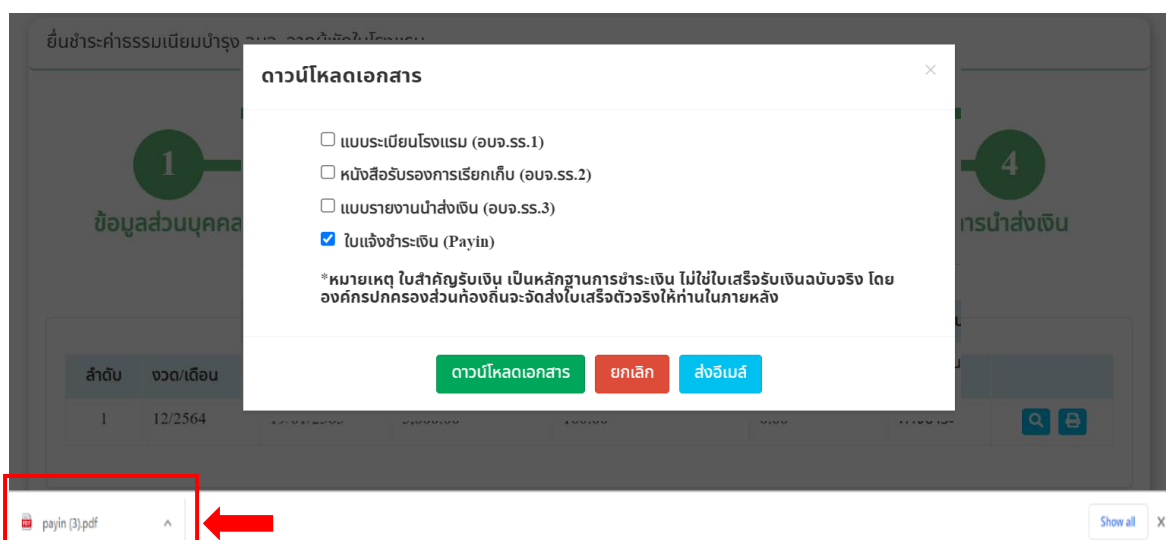 ยื่นชำระค่าธรรมเนียมบำรุง อบจ. จากผู้พักในโรงแรม
ดาวน์โหลดเอกสาร
×
แบบระเบียนโรงแรม (อบจ.รร.1)
หนังสือรับรองการเรียกเก็บ (อบจ.รร.2)
แบบรายงานนำส่งเงิน (อบจ.รร.3)
ใบแจ้งชำระเงิน (Payin)
*หมายเหตุ ใบสำคัญรับเงิน เป็นหลักฐานการชำระเงิน ไม่ใช่ใบเสร็จรับเงินฉบับจริง โดย
องค์กรปกครองส่วนท้องถิ่นจะจัดส่งใบเสร็จตัวจริงให้ท่านในภายหลัง
ดาวน์โหลดเอกสาร ยกเลิก ส่งอีเมล์
1 4
ข้อมูลส่วนบุคคล การนำส่งเงิน
ลำดับ งวด/เดือน
1 12/2564
payin (3).pdf
Show all X